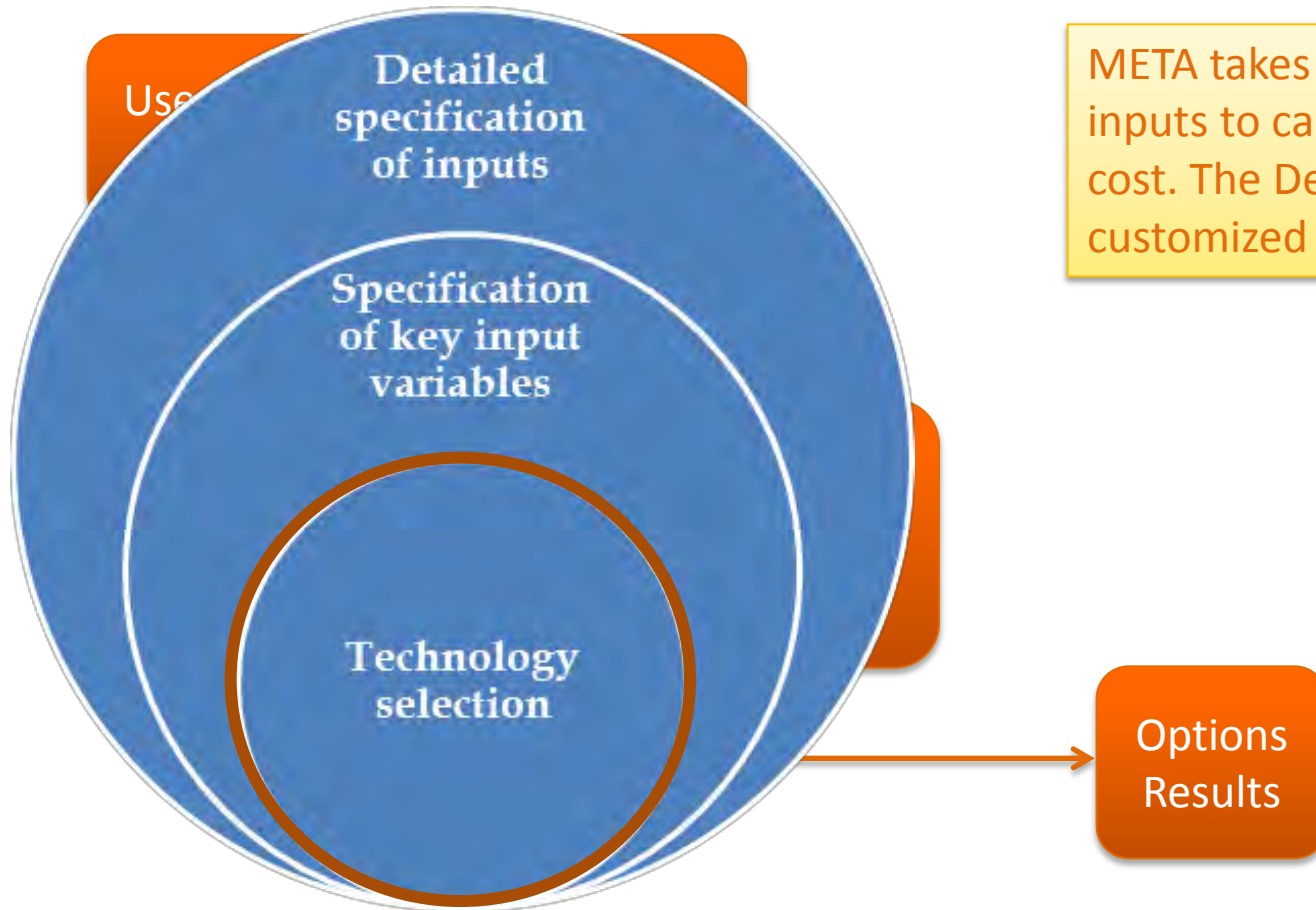 Use
Detailed
specification
of inputs
META takes
inputs to ca
cost. The De
customized
Specification
of key input
variables
Technology
selection
Options
Results